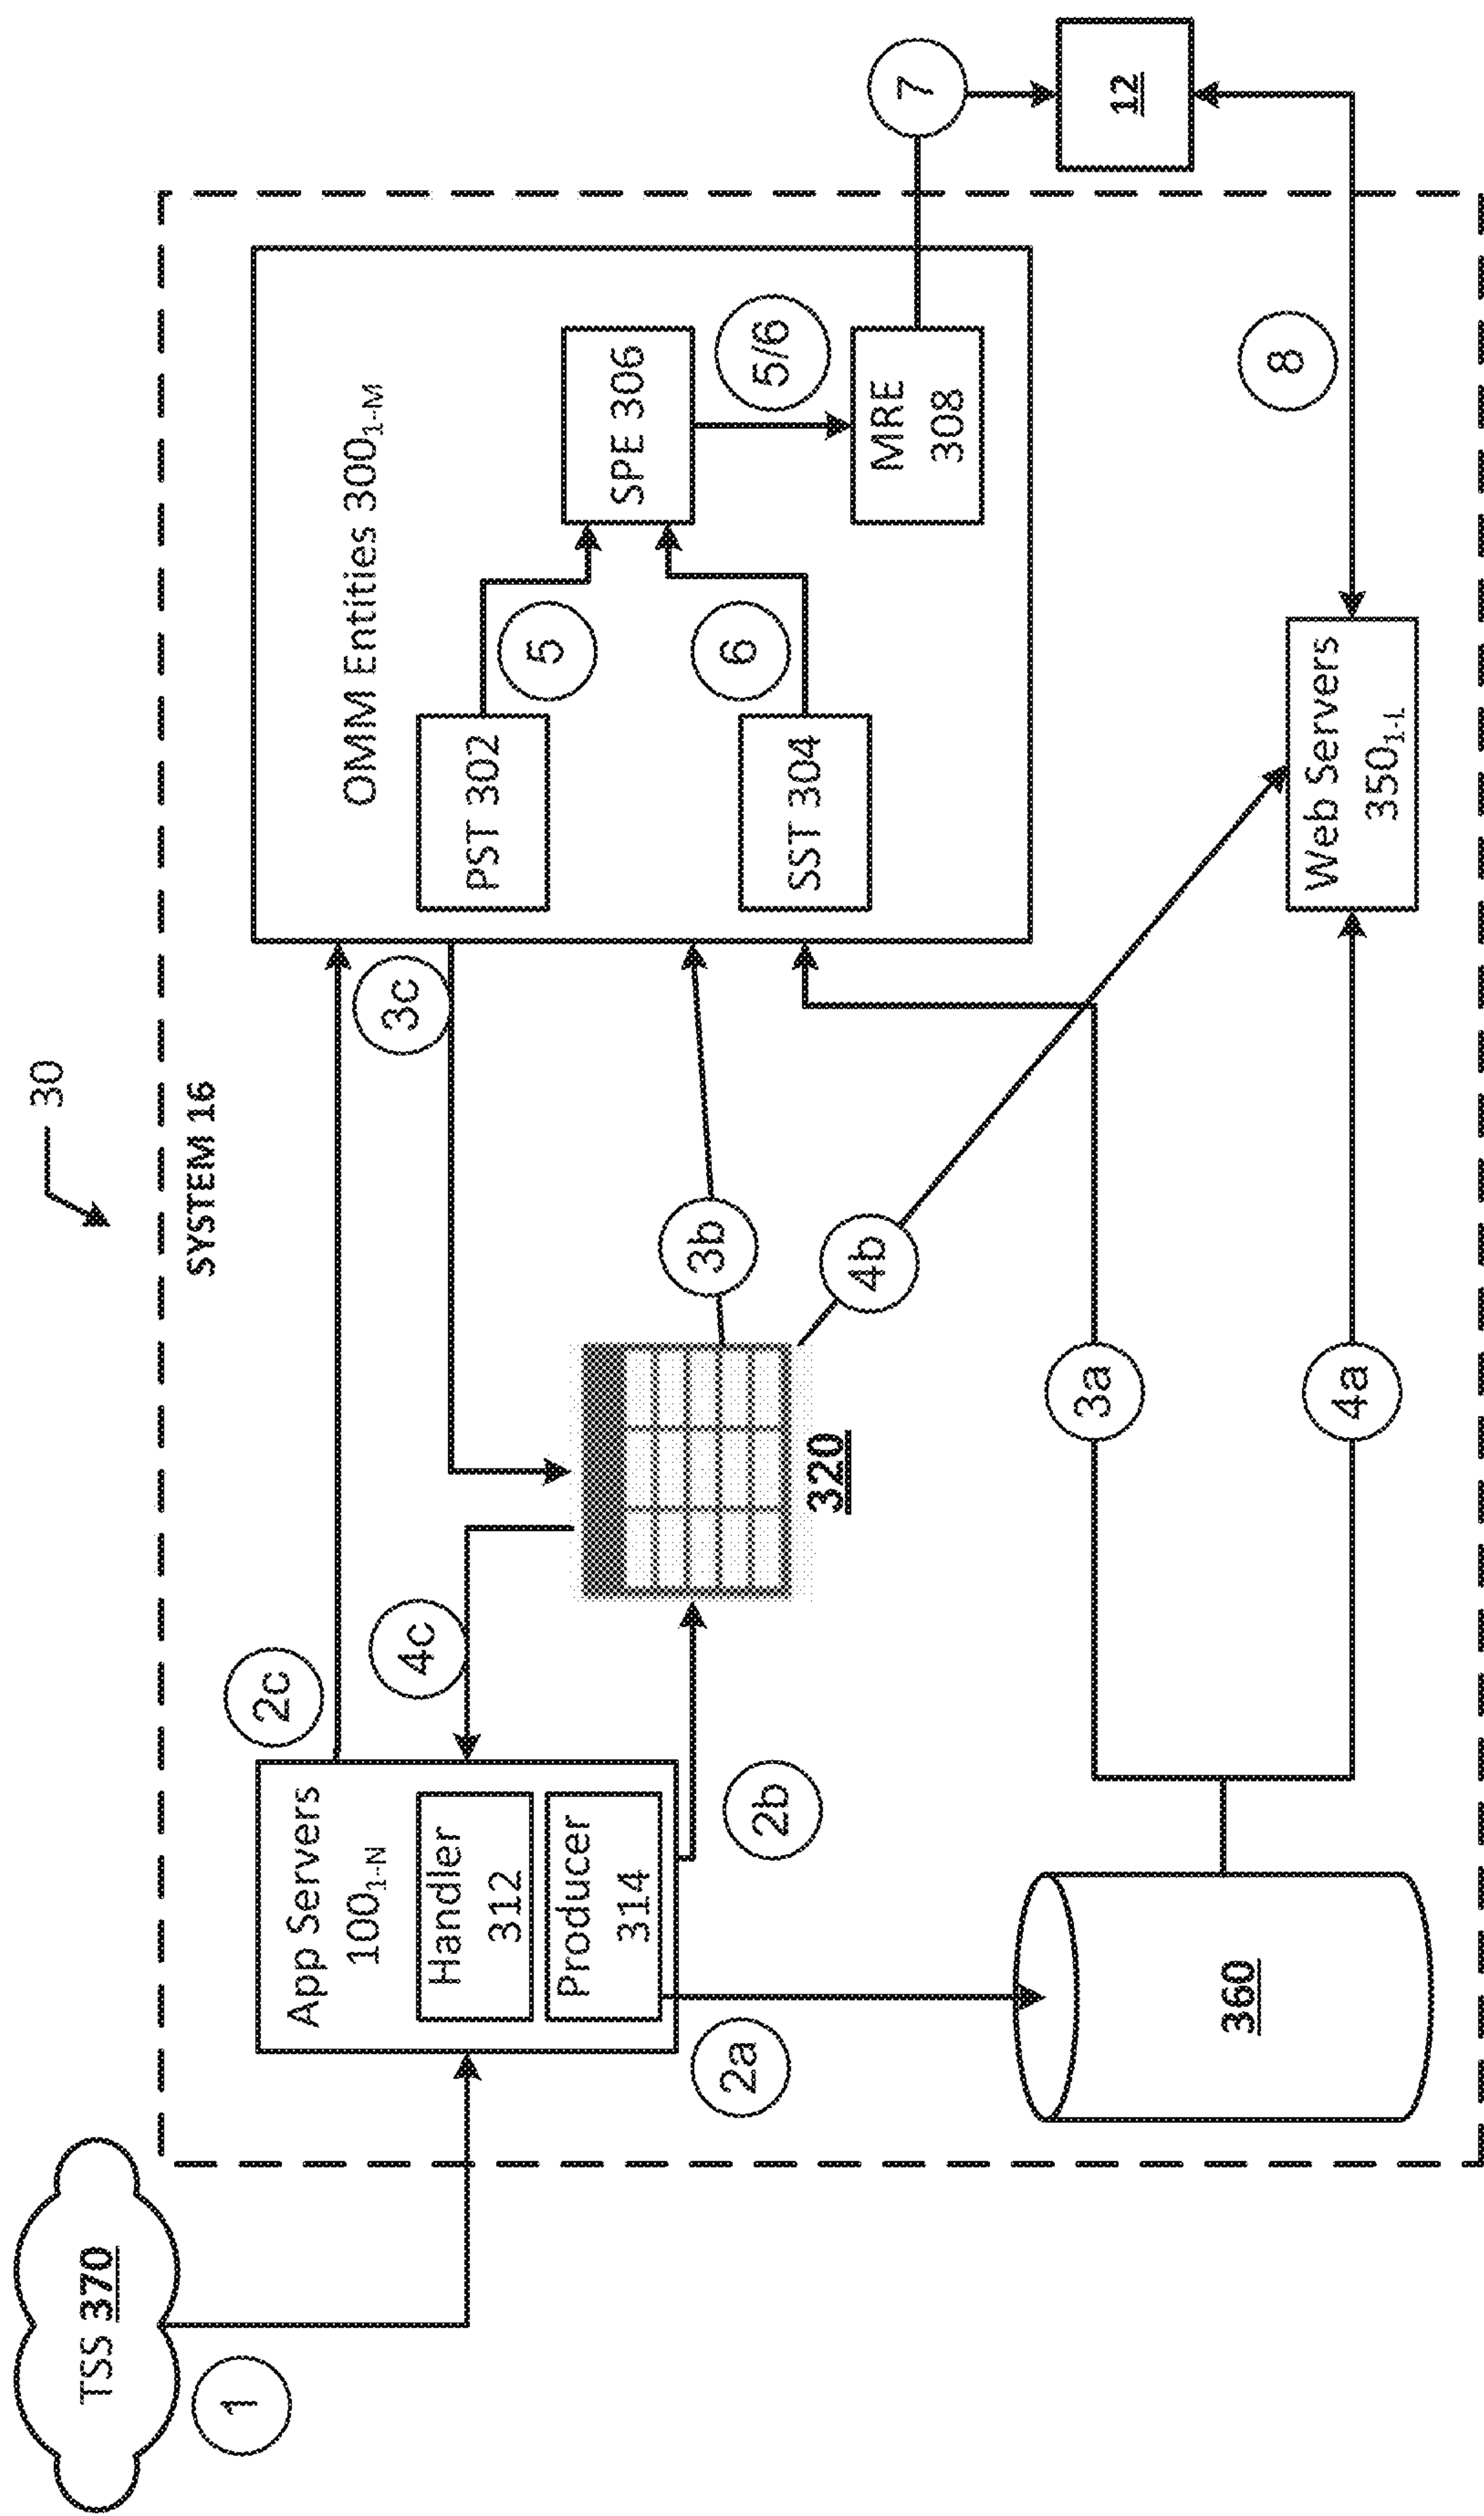 30
TSS 370
1
SYSTEM 16
App Servers
100₁₋N
Handler
312
Producer
314
2a
2b
2c
4c
320
3c
3b
4b
3a
4a
360
OMM Entities 300₁₋M
PST 302
5
SST 304
6
SPE 306
5/6
MRE
308
7
12
8
Web Servers
350₁₋L